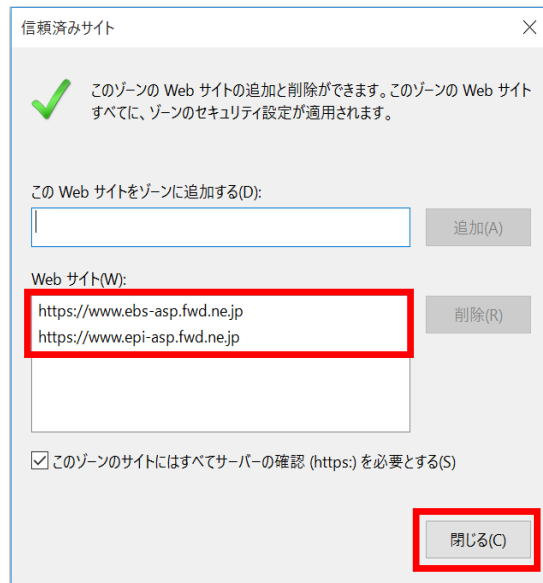 信頼済みサイト
このゾーンの Web サイトの追加と削除ができます。このゾーンの Web サイト
すべてに、ゾーンのセキュリティ設定が適用されます。
この Web サイトをゾーンに追加する(D):
追加(A)
Web サイト(W):
https://www.ebs-asp.fwd.ne.jp
削除(R)
https://www.epi-asp.fwd.ne.jp
このゾーンのサイトにはすべてサーバーの確認 (https:) を必要とする(S)
閉じる(C)